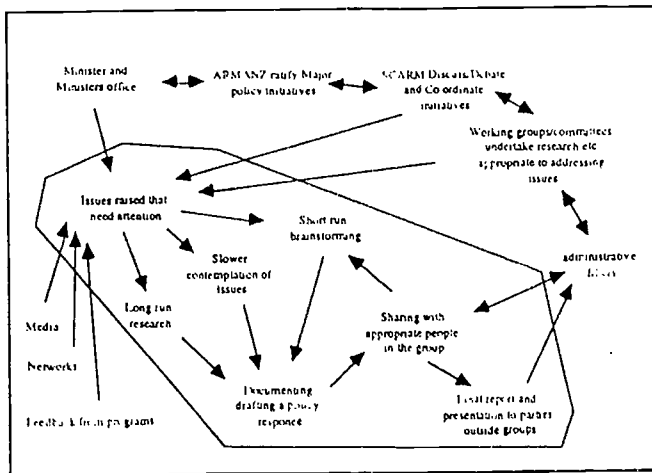 Minister and
Ministers office
ARMANZ ratify Major
policy initiatives
SCARM Discuss/Debate
and Co ordinate
initiatives
Working groups/committees
undertake research etc
appropriate to addressing
issues
Issues raised that
need attention
Short run
brainstorming
Slower
contemplation of
Issues
administrative
Long run
research
Sharing with
appropriate people
in the group
Media
Networks
Feedback from programs
Documenting
drafting a policy
responce
Final report and
presentation to parties
outside groups